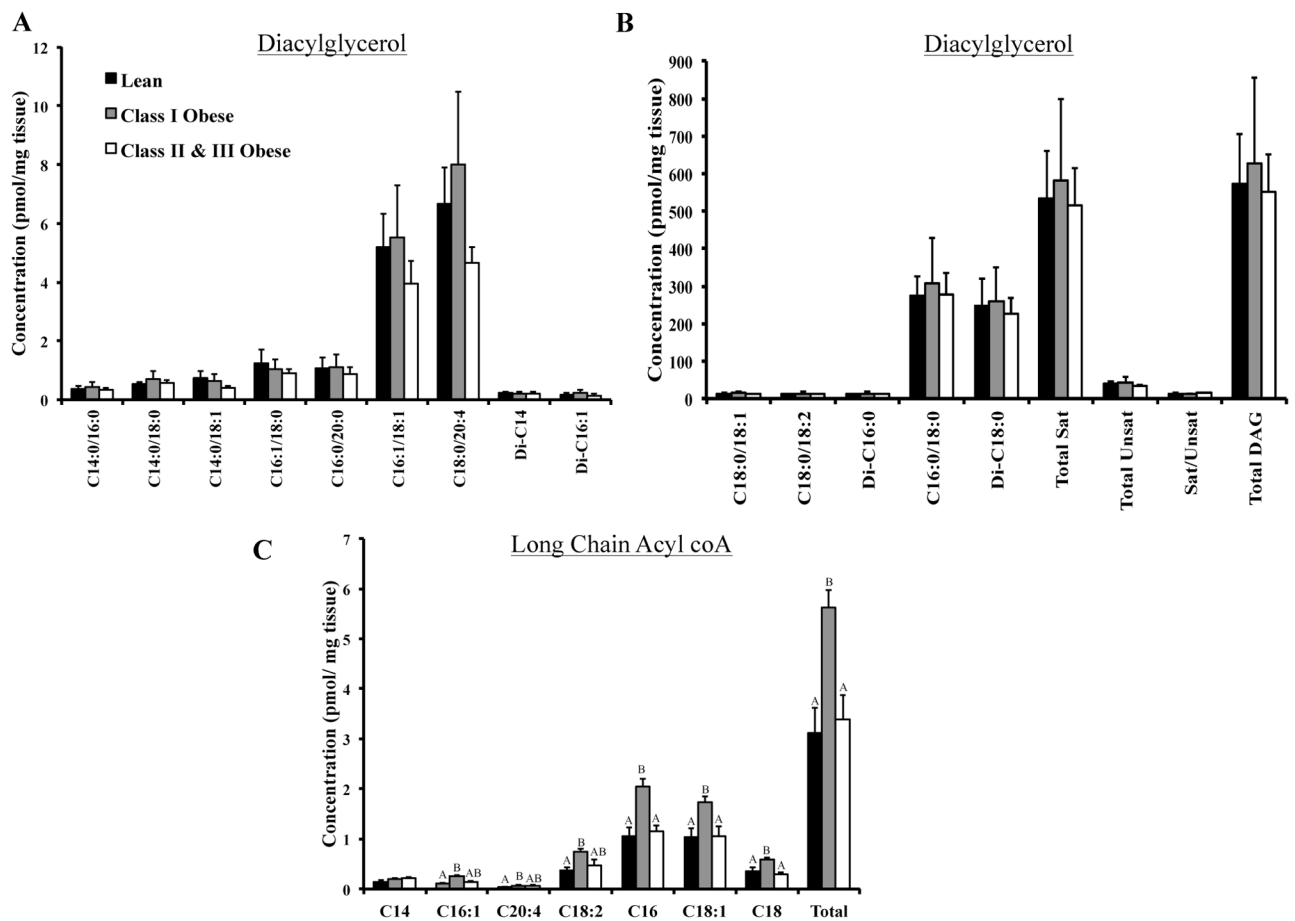 A
Diacylglycerol
Concentration (pmol/mg tissue)
12
10
8
6
4
2
0
Lean
Class I Obese
Class II & III Obese
C14:0/16:0
C14:0/18:0
C14:0/18:1
C16:1/18:0
C16:0/20:0
C16:1/18:1
C18:0/20:4
Di-C14
Di-C16:1
B
Diacylglycerol
Concentration (pmol/mg tissue)
900
800
700
600
500
400
300
200
100
0
C18:0/18:1
C18:0/18:2
Di-C16:0
C16:0/18:0
Di-C18:0
Total Sat
Total Unsat
Sat/Unsat
Total DAG
C
Long Chain Acyl coA
Concentration (pmol/ mg tissue)
7
6
5
4
3
2
1
0
A B AB
A B AB
A B AB
A B A
A B A
A B A
A B A
C14 C16:1 C20:4 C18:2 C16 C18:1 C18 Total